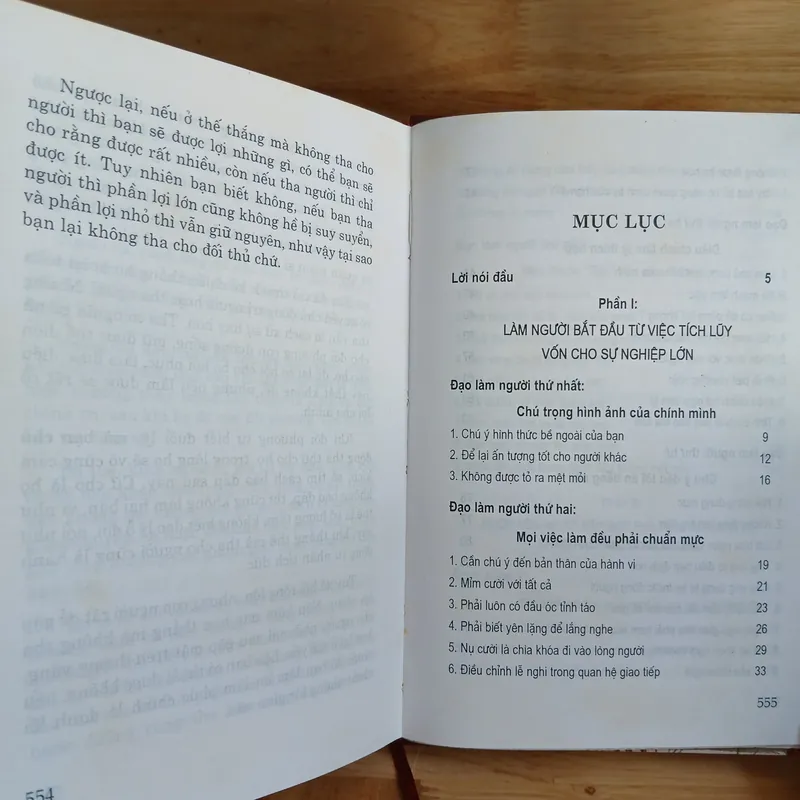 Ngược lại, nếu ở thế thắng mà không tha cho
người thì bạn sẽ được lợi những gì, có thể bạn sẽ
cho rằng được rất nhiều, còn nếu tha người thì chỉ
được ít. Tuy nhiên bạn biết không, nếu bạn tha
người thì phần lợi lớn cũng không hề bị suy suyển,
và phần lợi nhỏ thì vẫn giữ nguyên, như vậy tại sao
bạn lại không tha cho đối thủ chứ.
554
MỤC LỤC
Lời nói đầu 5
Phần I:
LÀM NGƯỜI BẮT ĐẦU TỪ VIỆC TÍCH LŨY
VỐN CHO SỰ NGHIỆP LỚN
Đạo làm người thứ nhất:
Chú trọng hình ảnh của chính mình
1. Chú ý hình thức bề ngoài của bạn 9
2. Để lại ấn tượng tốt cho người khác 12
3. Không được tỏ ra mệt mỏi 16
Đạo làm người thứ hai:
Mọi việc làm đều phải chuẩn mực
1. Cần chú ý đến bản thân của hành vi 19
2. Mỉm cười với tất cả 21
3. Phải luôn có đầu óc tỉnh táo 23
4. Phải biết yên lặng để lắng nghe 26
5. Nụ cười là chìa khóa đi vào lòng người 29
6. Điều chỉnh lễ nghi trong quan hệ giao tiếp 33
555